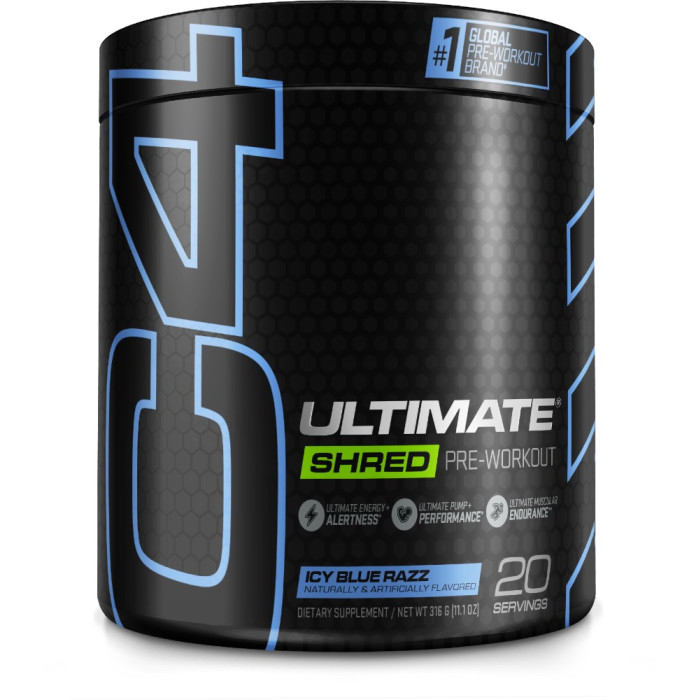 #1 GLOBAL
PRE-WORKOUT
BRAND*
C4
ULTIMATE®
SHRED PRE-WORKOUT
ULTIMATE ENERGY +
ALERTNESS*
ULTIMATE PUMP +
PERFORMANCE*
ULTIMATE MUSCULAR
ENDURANCE**
ICY BLUE RAZZ
NATURALLY & ARTIFICIALLY FLAVORED
20
SERVINGS
DIETARY SUPPLEMENT / NET WT 316 G (11.1 OZ)